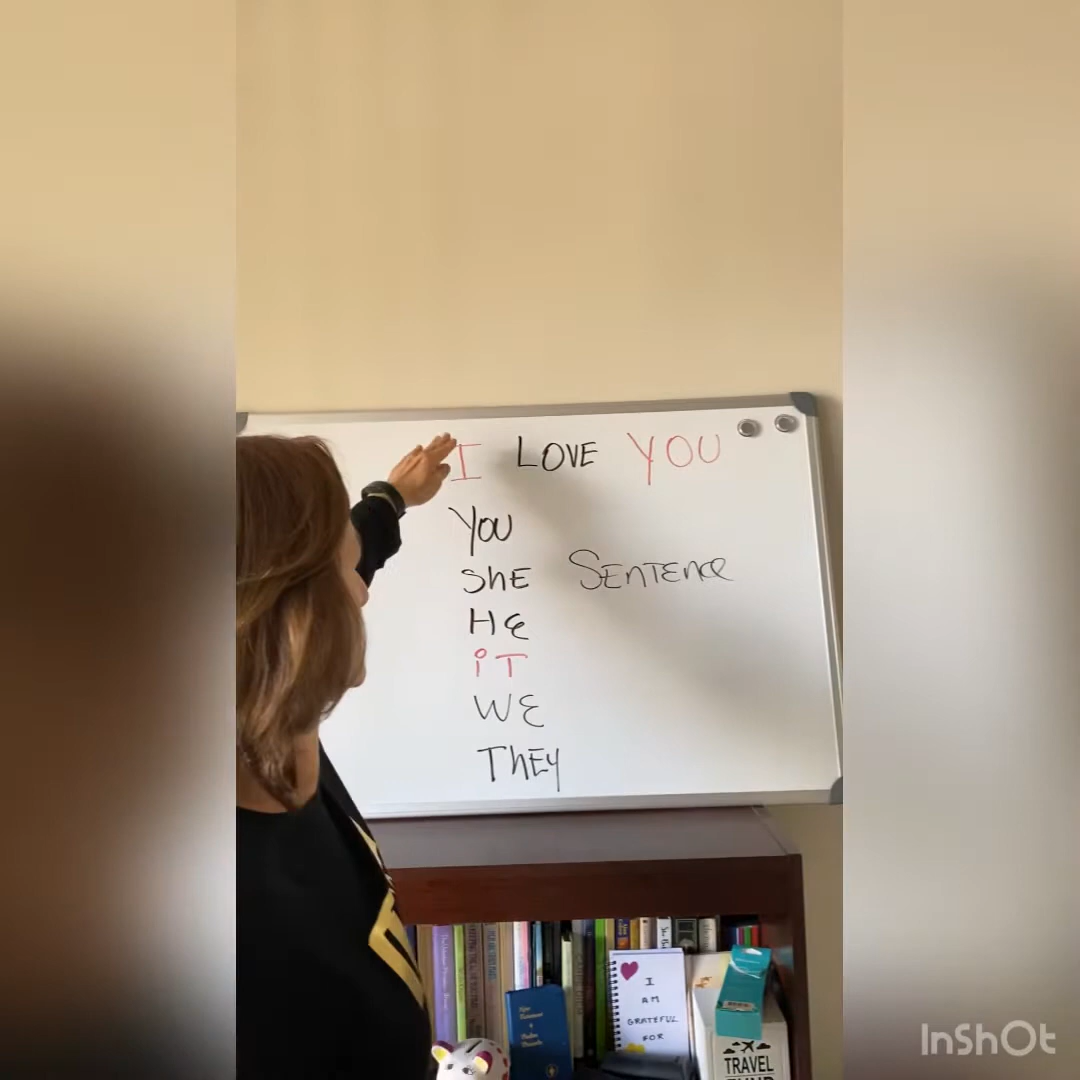 I LOVE YOU
YOU
ShE SENTENCE
HE
iT
WE
ThEY
I
AM
GRATEFUL
FOR
TRAVEL
InShOt